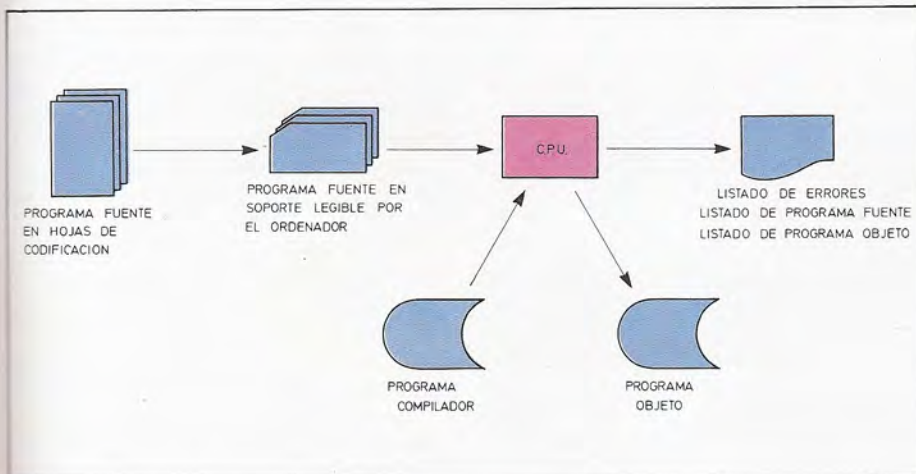 PROGRAMA FUENTE
EN HOJAS DE
CODIFICACION
PROGRAMA FUENTE EN
SOPORTE LEGIBLE POR
EL ORDENADOR
C.P.U.
LISTADO DE ERRORES
LISTADO DE PROGRAMA FUENTE
LISTADO DE PROGRAMA OBJETO
PROGRAMA
COMPILADOR
PROGRAMA
OBJETO